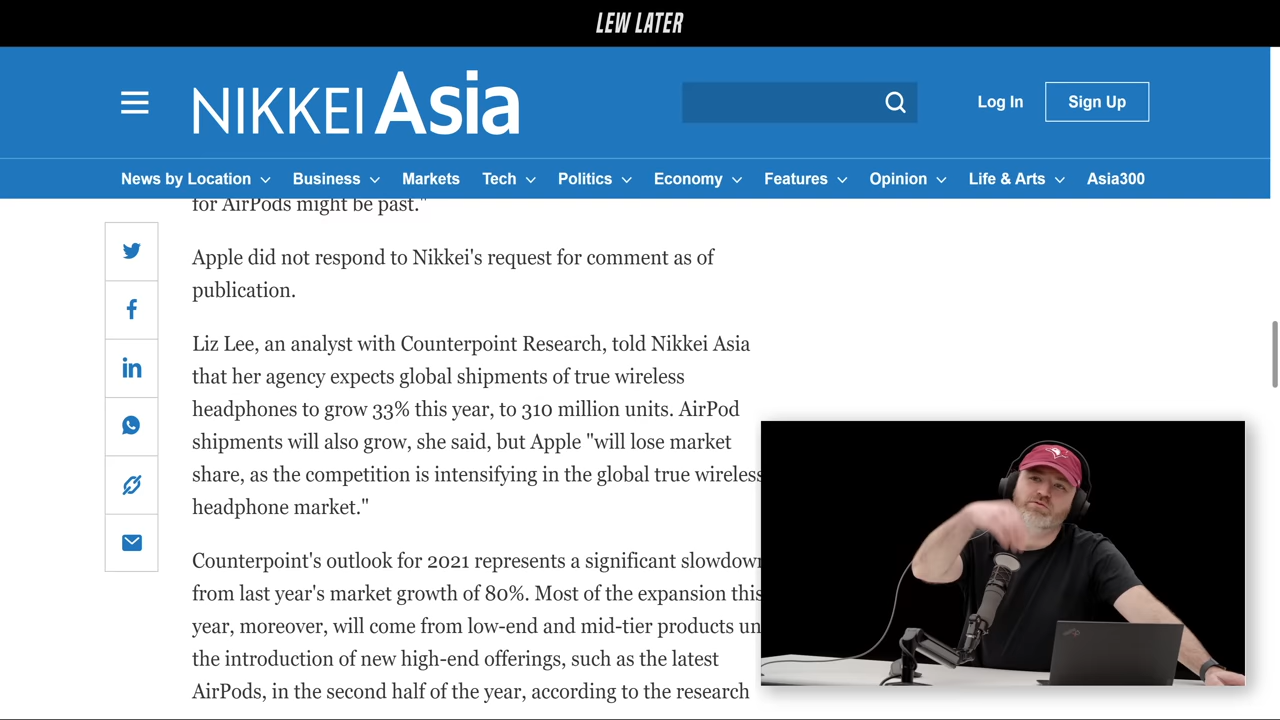 LEW LATER
NIKKEI Asia
Log In
Sign Up
News by Location
Business
Markets
Tech
Politics
Economy
Features
Opinion
Life & Arts
Asia300
for AirPods might be past."
Apple did not respond to Nikkei's request for comment as of
publication.
Liz Lee, an analyst with Counterpoint Research, told Nikkei Asia
that her agency expects global shipments of true wireless
headphones to grow 33% this year, to 310 million units. AirPod
shipments will also grow, she said, but Apple "will lose market
share, as the competition is intensifying in the global true wireless
headphone market."
Counterpoint's outlook for 2021 represents a significant slowdown
from last year's market growth of 80%. Most of the expansion this
year, moreover, will come from low-end and mid-tier products un
the introduction of new high-end offerings, such as the latest
AirPods, in the second half of the year, according to the research